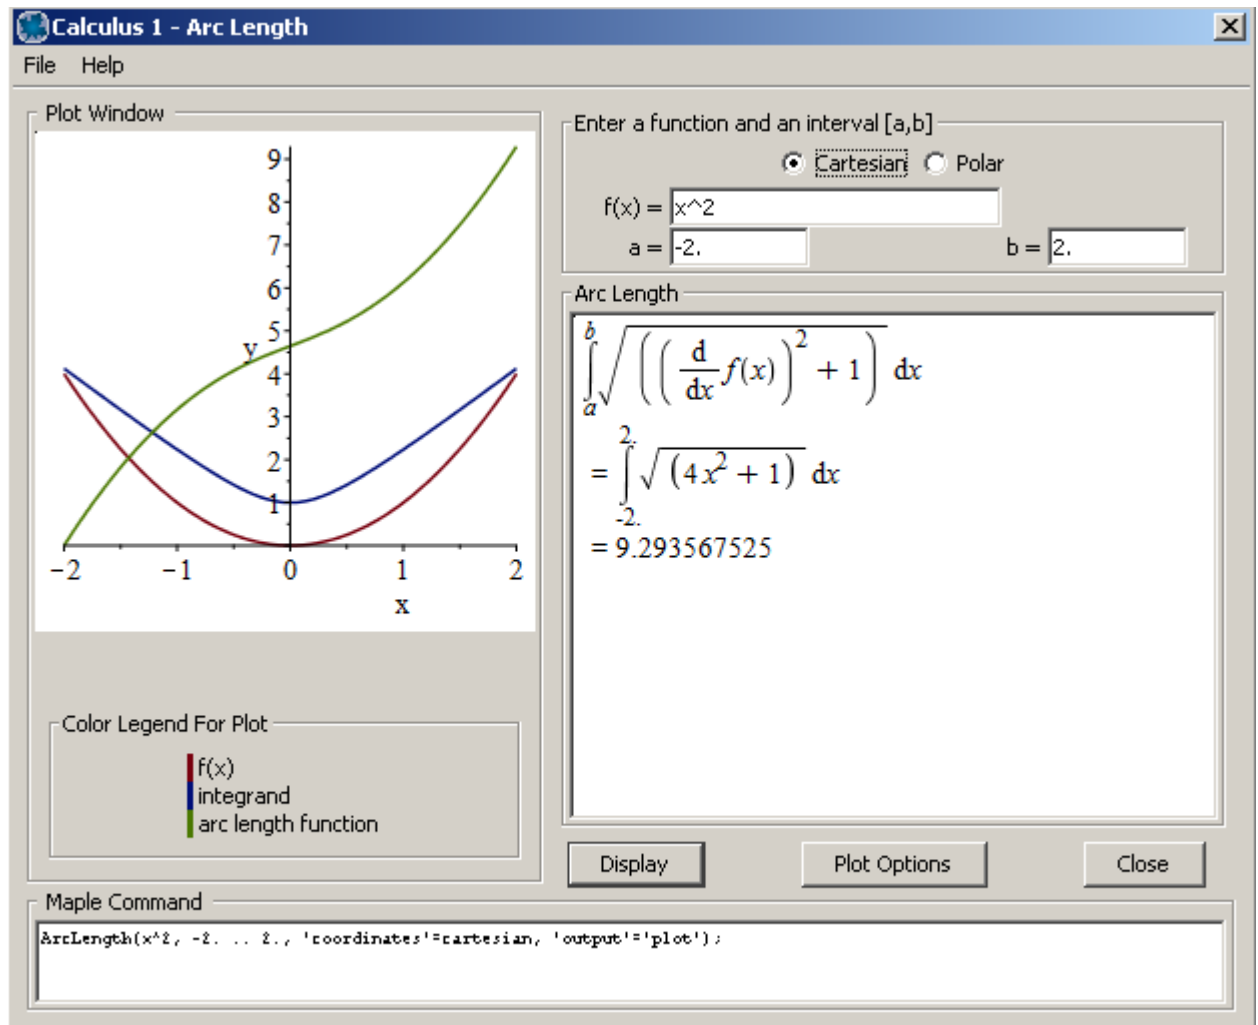 Calculus 1 - Arc Length
File Help
Plot Window
9
8
7
6
5
y
4
3
2
1
-2 -1 0 1 2
x
Color Legend For Plot
f(x)
integrand
arc length function
Enter a function and an interval [a,b]
Cartesian Polar
f(x) = x^2
a = -2. b = 2.
Arc Length
∫_a^b √(((d/dx f(x))^2 + 1)) dx
= ∫_-2.^2. √((4x^2 + 1)) dx
= 9.293567525
Display Plot Options Close
Maple Command
ArcLength(x^2, -2. .. 2., 'coordinates'=cartesian, 'output'='plot');